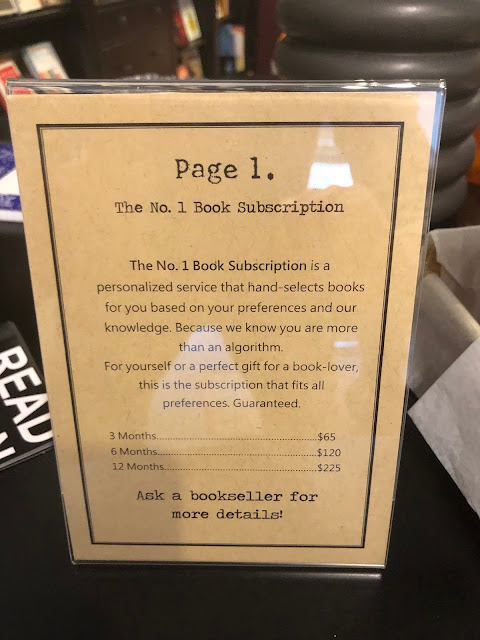 Page 1.
The No. 1 Book Subscription
The No. 1 Book Subscription is a
personalized service that hand-selects books
for you based on your preferences and our
knowledge. Because we know you are more
than an algorithm.
For yourself or a perfect gift for a book-lover,
this is the subscription that fits all
preferences. Guaranteed.
3 Months.......................................................$65
6 Months.......................................................$120
12 Months.....................................................$225
Ask a bookseller for
more details!
READ